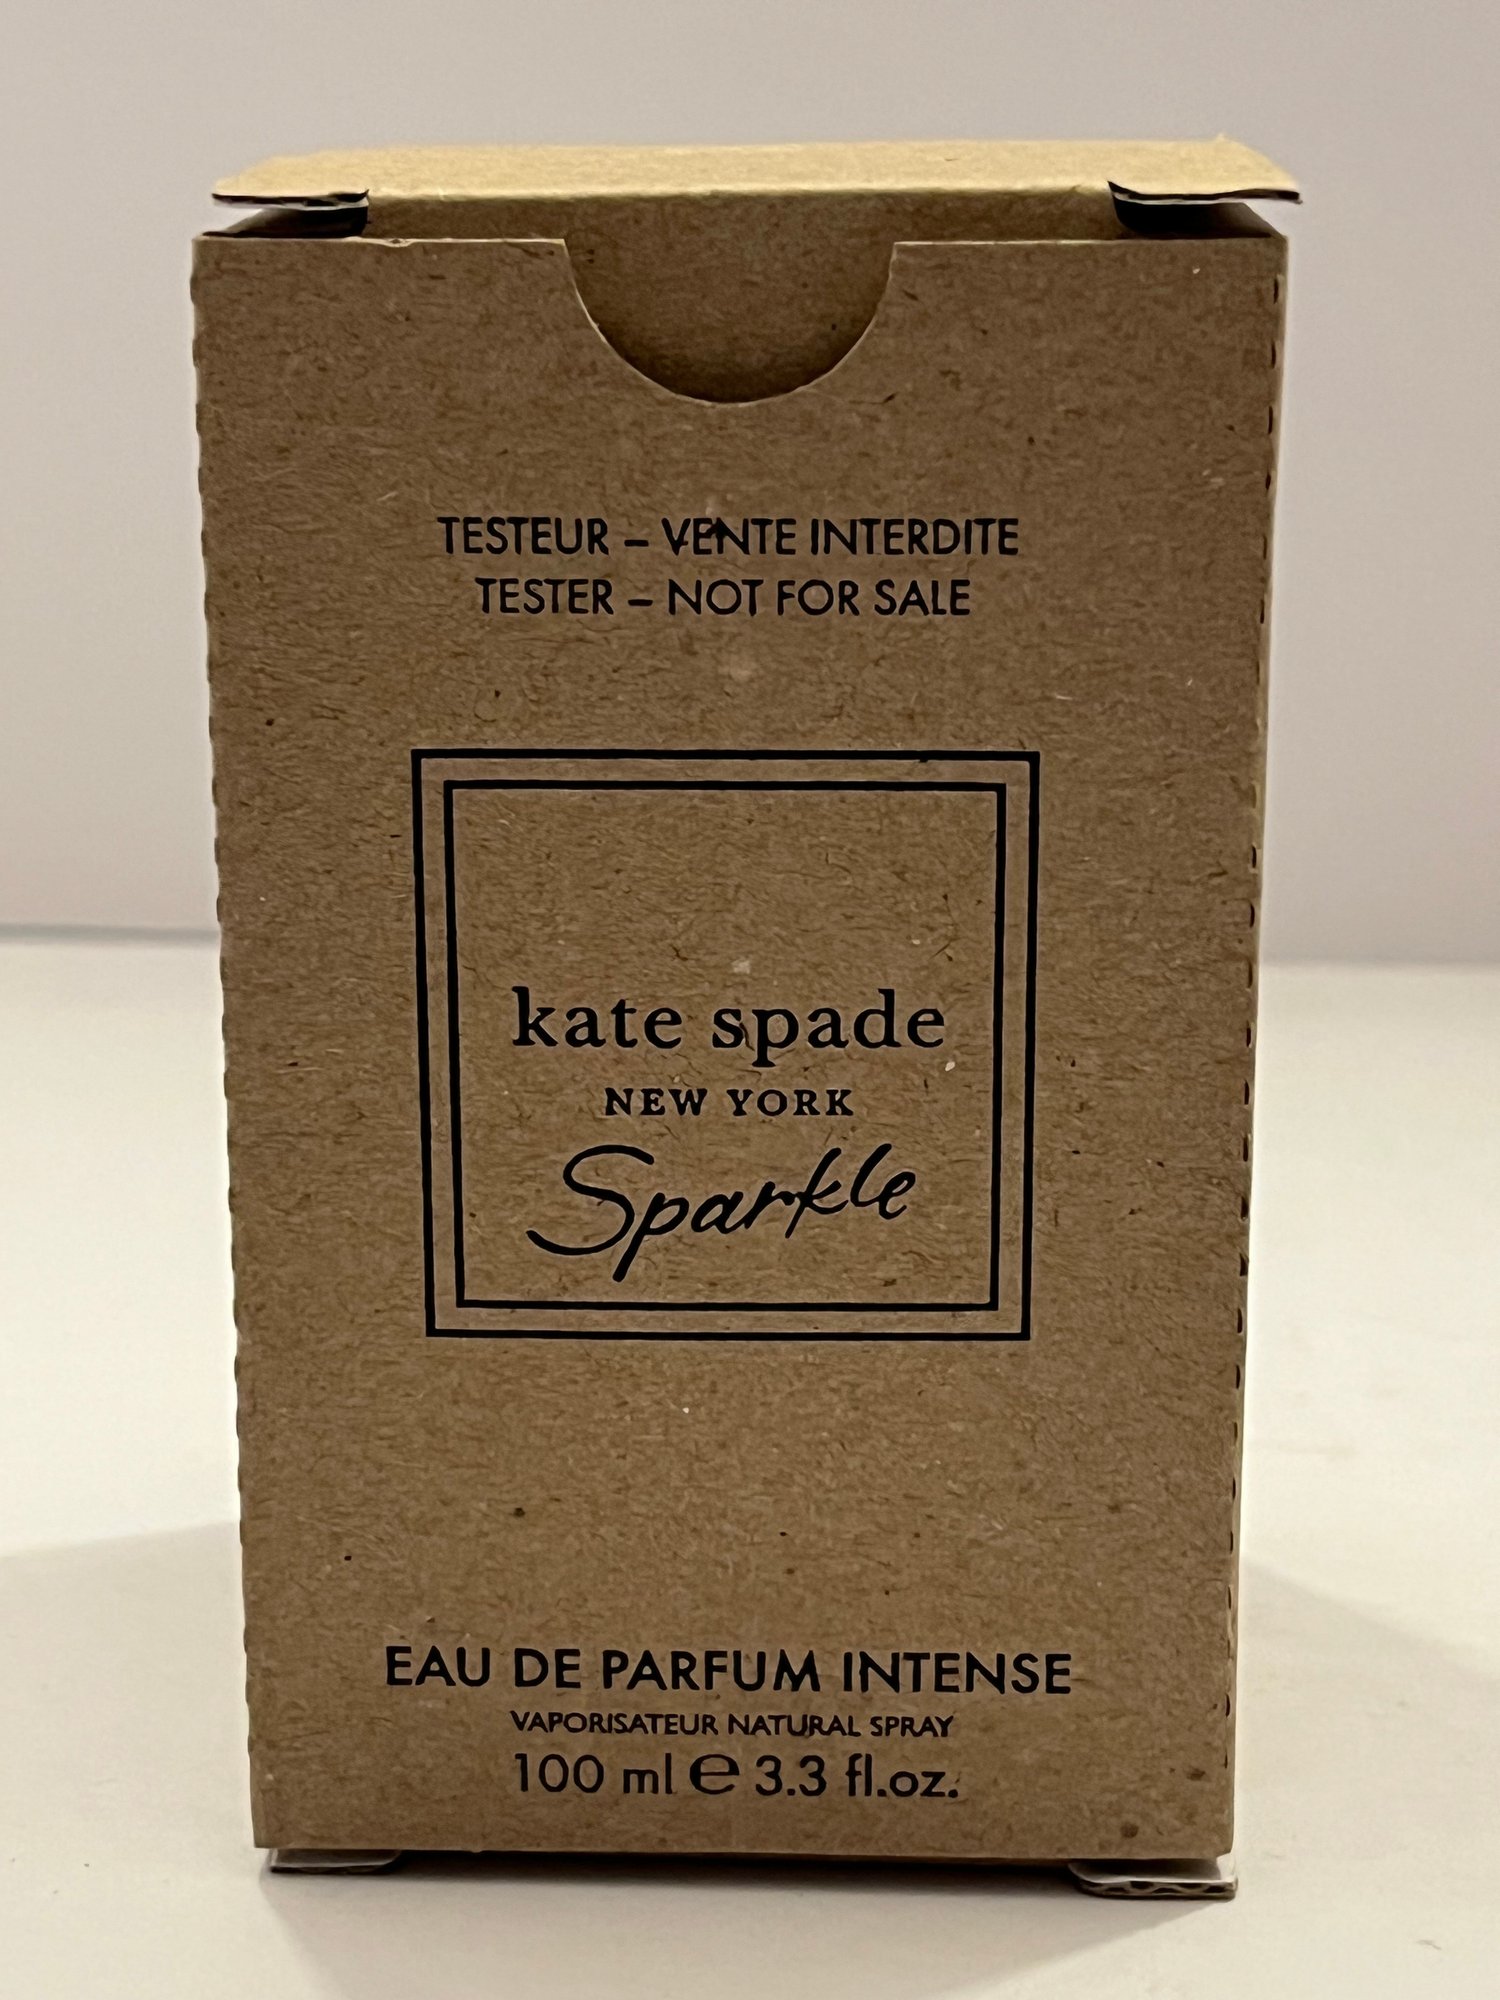 TESTEUR – VENTE INTERDITE
TESTER – NOT FOR SALE
kate spade
NEW YORK
Sparkle
EAU DE PARFUM INTENSE
VAPORISATEUR NATURAL SPRAY
100 ml ℮ 3.3 fl.oz.